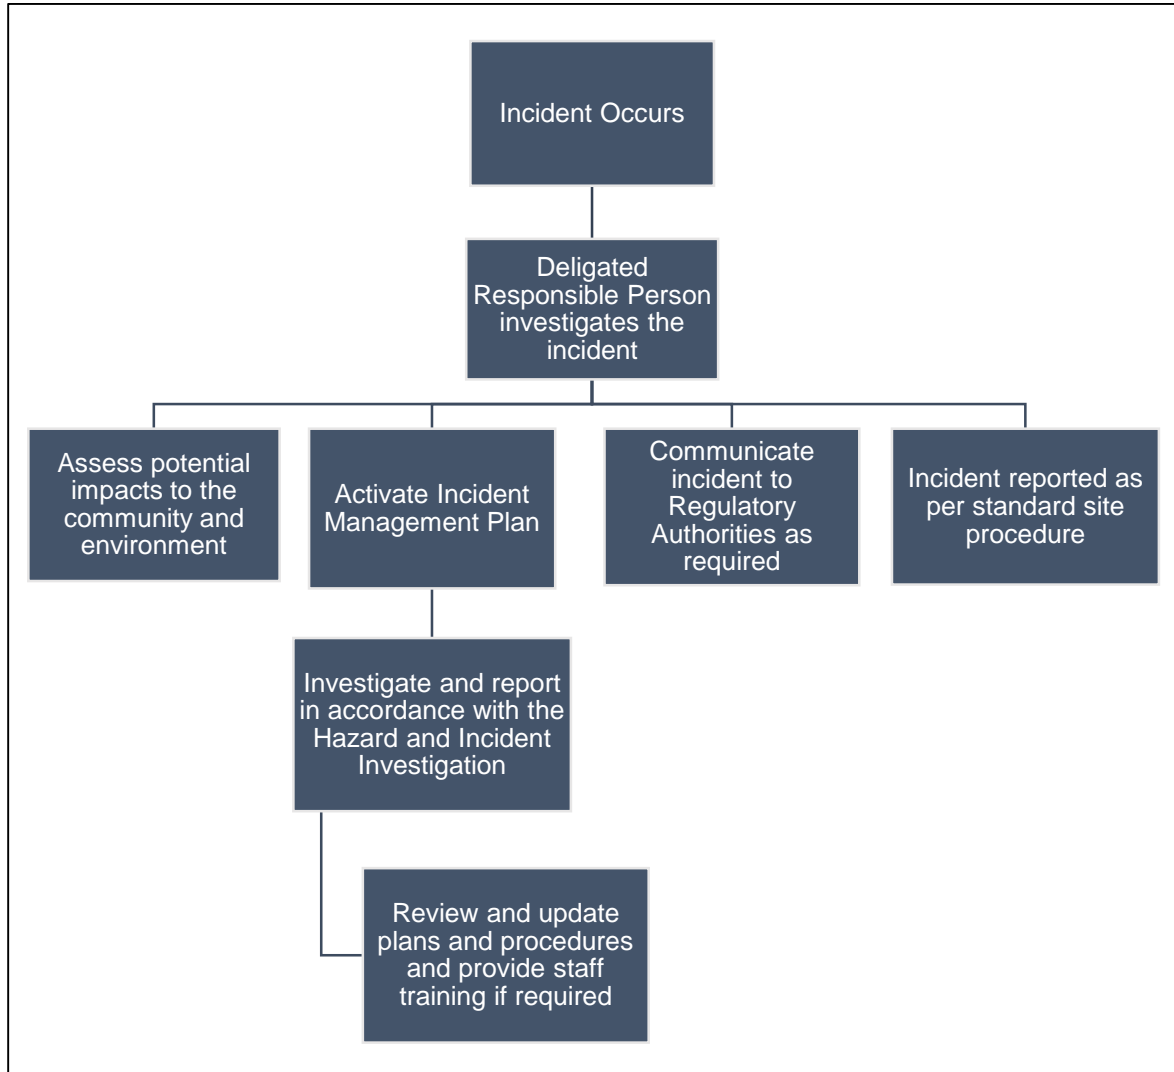 Incident Occurs
Deligated
Responsible Person
investigates the
incident
Assess potential
impacts to the
community and
environment
Activate Incident
Management Plan
Communicate
incident to
Regulatory
Authorities as
required
Incident reported as
per standard site
procedure
Investigate and report
in accordance with the
Hazard and Incident
Investigation
Review and update
plans and procedures
and provide staff
training if required